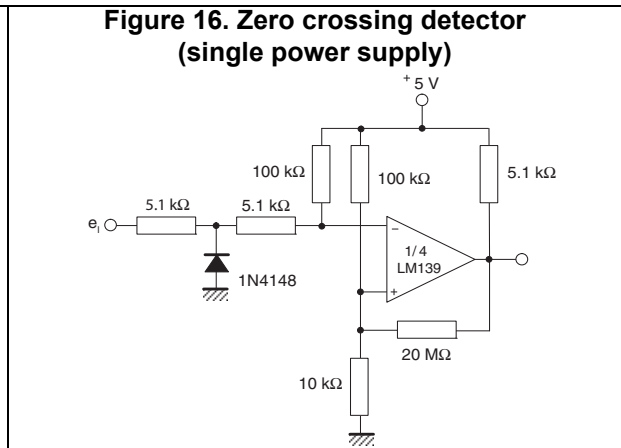 Figure 16. Zero crossing detector
(single power supply)
+ 5 V
100 kΩ
100 kΩ
5.1 kΩ
5.1 kΩ
5.1 kΩ
eI
1N4148
−
1/4
LM139
+
20 MΩ
10 kΩ